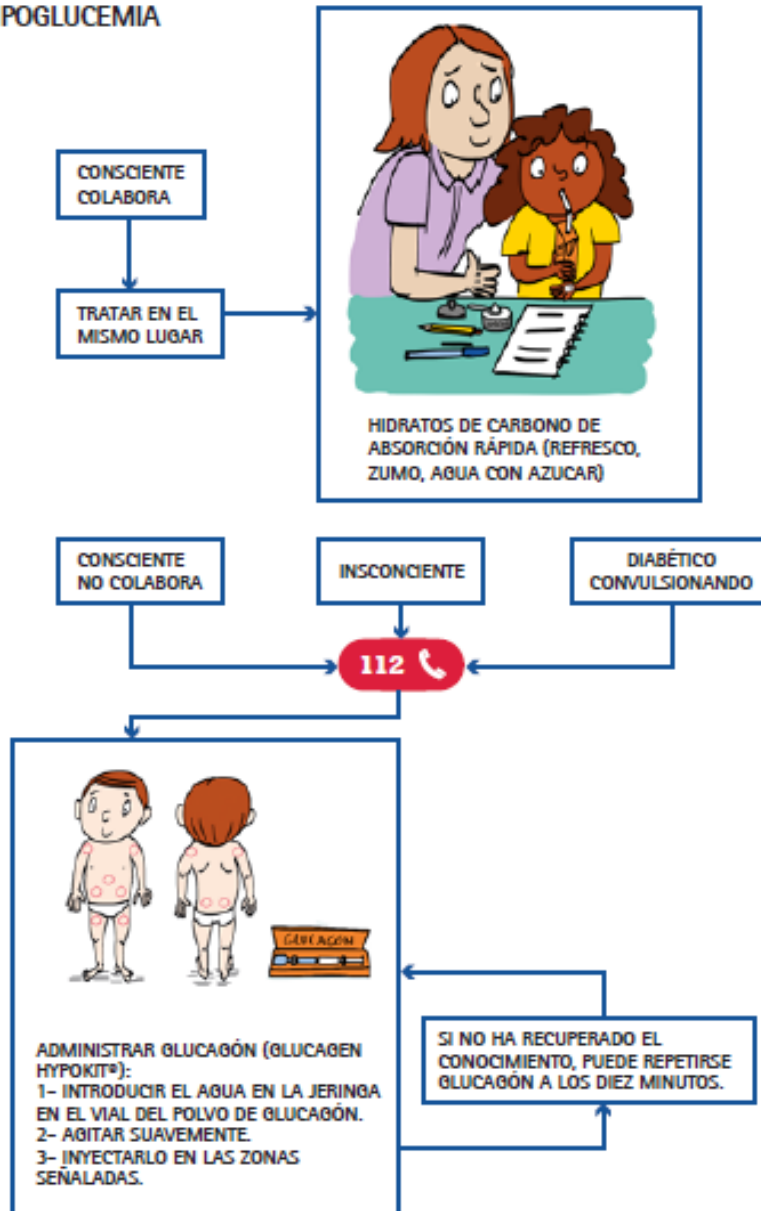 POGLUCEMIA
CONSCIENTE
COLABORA
TRATAR EN EL
MISMO LUGAR
HIDRATOS DE CARBONO DE
ABSORCIÓN RÁPIDA (REFRESCO,
ZUMO, AGUA CON AZUCAR)
CONSCIENTE
NO COLABORA
INSCONCIENTE
DIABÉTICO
CONVULSIONANDO
112
GLUCAGÓN
ADMINISTRAR GLUCAGÓN (GLUCAGEN
HYPOKIT®):
1- INTRODUCIR EL AGUA EN LA JERINGA
EN EL VIAL DEL POLVO DE GLUCAGÓN.
2- AGITAR SUAVEMENTE.
3- INYECTARLO EN LAS ZONAS
SEÑALADAS.
SI NO HA RECUPERADO EL
CONOCIMIENTO, PUEDE REPETIRSE
GLUCAGÓN A LOS DIEZ MINUTOS.